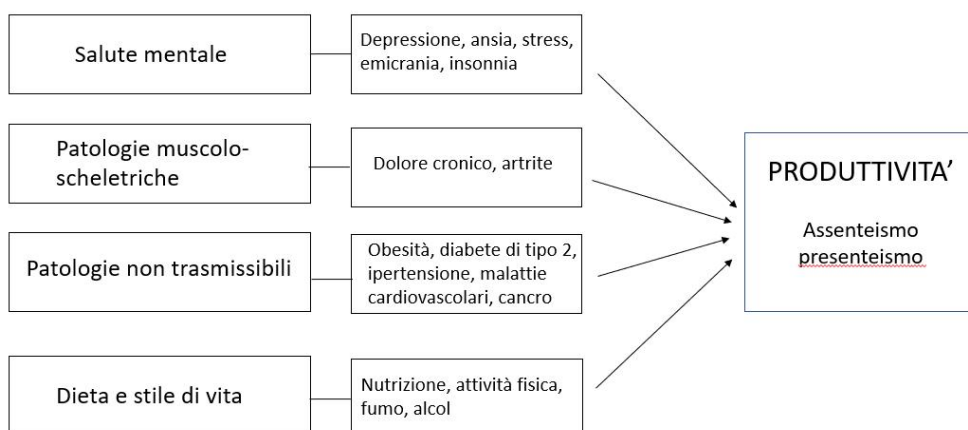 Salute mentale
Depressione, ansia, stress,
emicrania, insonnia
Patologie muscolo-
scheletriche
Dolore cronico, artrite
Patologie non trasmissibili
Obesità, diabete di tipo 2,
ipertensione, malattie
cardiovascolari, cancro
Dieta e stile di vita
Nutrizione, attività fisica,
fumo, alcol
PRODUTTIVITA’
Assenteismo
presenteismo